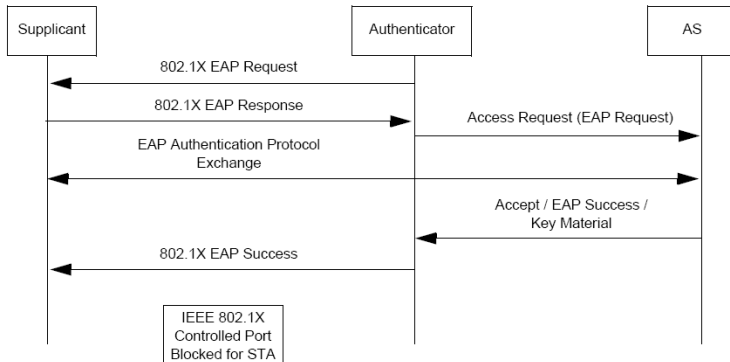 Supplicant
Authenticator
AS
802.1X EAP Request
802.1X EAP Response
Access Request (EAP Request)
EAP Authentication Protocol
Exchange
Accept / EAP Success /
Key Material
802.1X EAP Success
IEEE 802.1X
Controlled Port
Blocked for STA